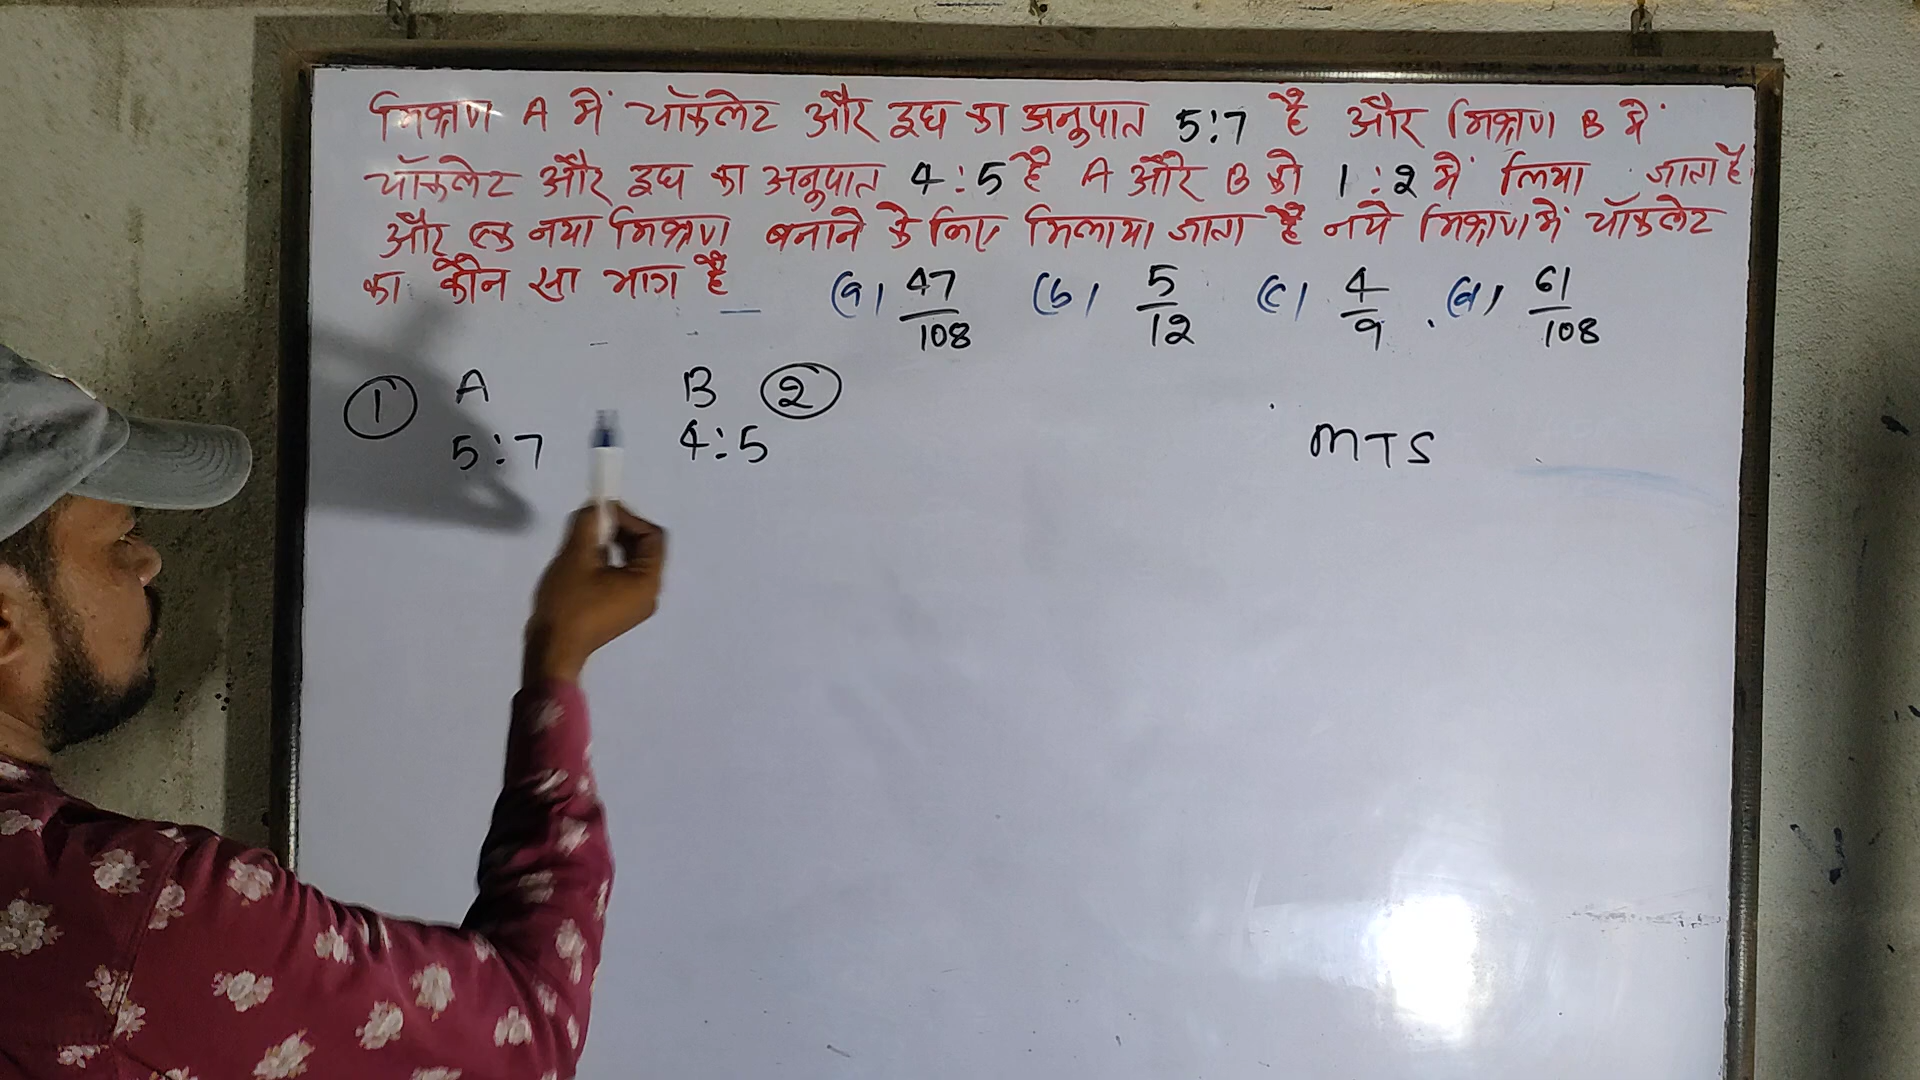 मिश्रण A में चॉकलेट और दूध का अनुपात 5:7 है और मिश्रण B में
चॉकलेट और दूध का अनुपात 4:5 है A और B को 1:2 में लिया जाता है।
और एक नया मिश्रण बनाने के लिए मिलाया जाता है नये मिश्रण में चॉकलेट
का कौन सा भाग है
(a) 47/108 (b) 5/12 (c) 4/9 (d) 61/108
1 A B 2
5:7 4:5
MTS